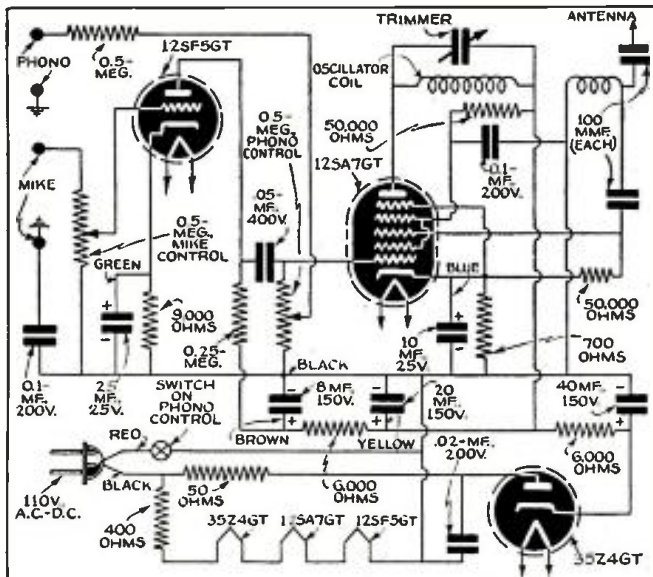 PHONO
0.5-
MEG.
12SF5GT
TRIMMER
OSCILLATOR
COIL
ANTENNA
MIKE
0.5-
MEG.
PHONO
CONTROL
50,000
OHMS
12SA7GT
0.1-
MF.
200V.
100
MMF.
(EACH)
.05
MF.
400V.
0.5-
MEG.,
MIKE
CONTROL
GREEN
+
-
9,000
OHMS
0.25-
MEG.
BLUE
+
-
50,000
OHMS
700
OHMS
0.1-
MF.
200V.
25
MF.
25V.
SWITCH
ON
PHONO
CONTROL
BLACK
-
+
8 MF.
150V.
10
MF.
25V.
-
+
20
MF.
150V.
40 MF.
150V.
-
+
BROWN
YELLOW
.02-MF.
200V.
6,000
OHMS
6,000
OHMS
RED
BLACK
110V.
A.C.-D.C.
50
OHMS
400
OHMS
35Z4GT
12SA7GT
12SF5GT
35Z4GT